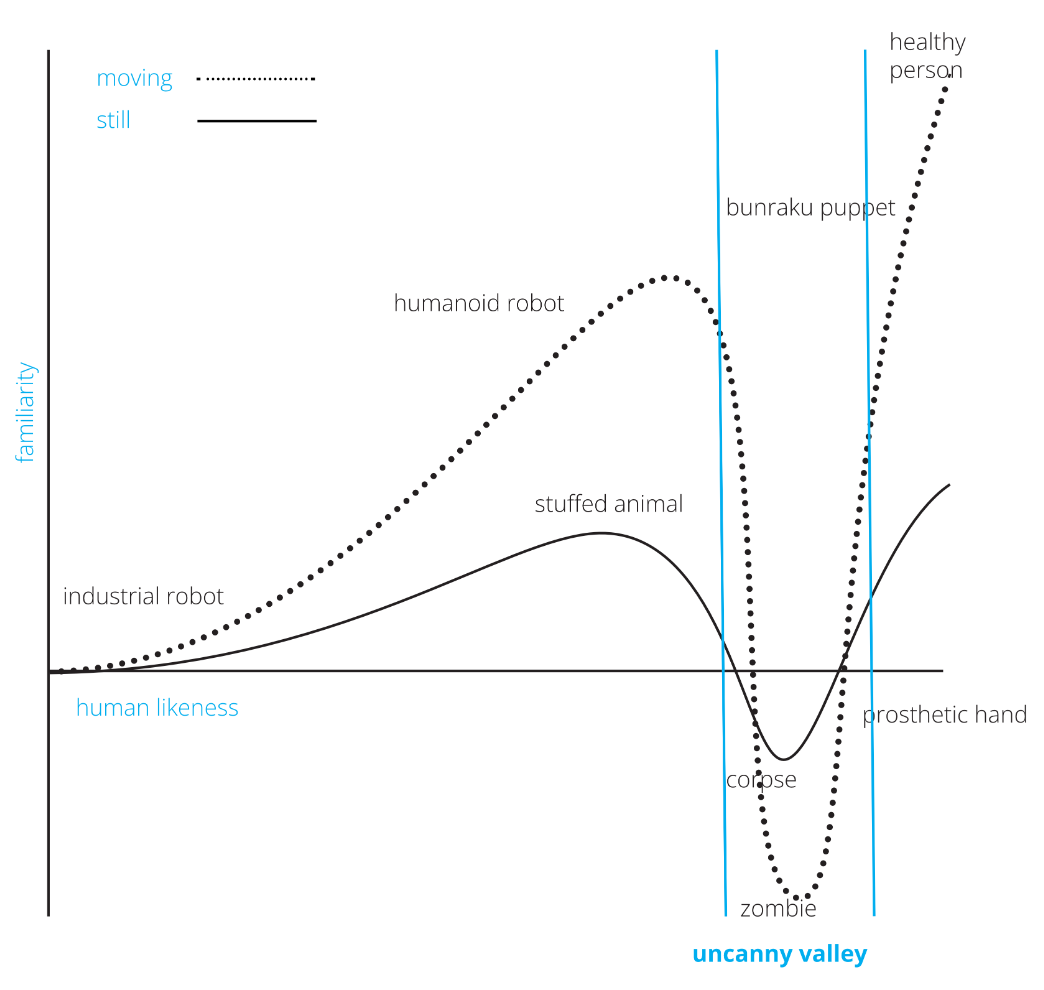 healthy
person
moving
still
bunraku puppet
humanoid robot
familiarity
stuffed animal
industrial robot
human likeness
prosthetic hand
corpse
zombie
uncanny valley